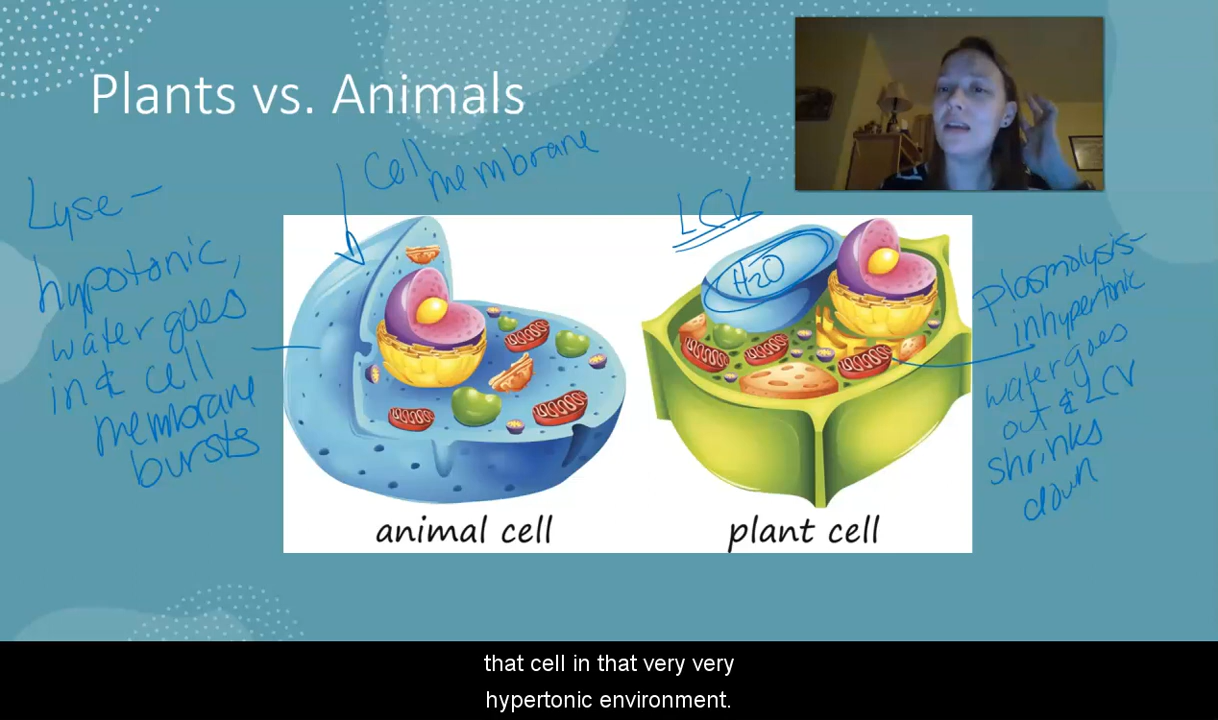 Plants vs. Animals
Cell
membrane
Lyse -
hypotonic,
water goes
in & cell
membrane
bursts
LCV
H2O
Plasmolysis-
in hypertonic
water goes
out & LCV
shrinks
down
animal cell
plant cell
that cell in that very very
hypertonic environment.